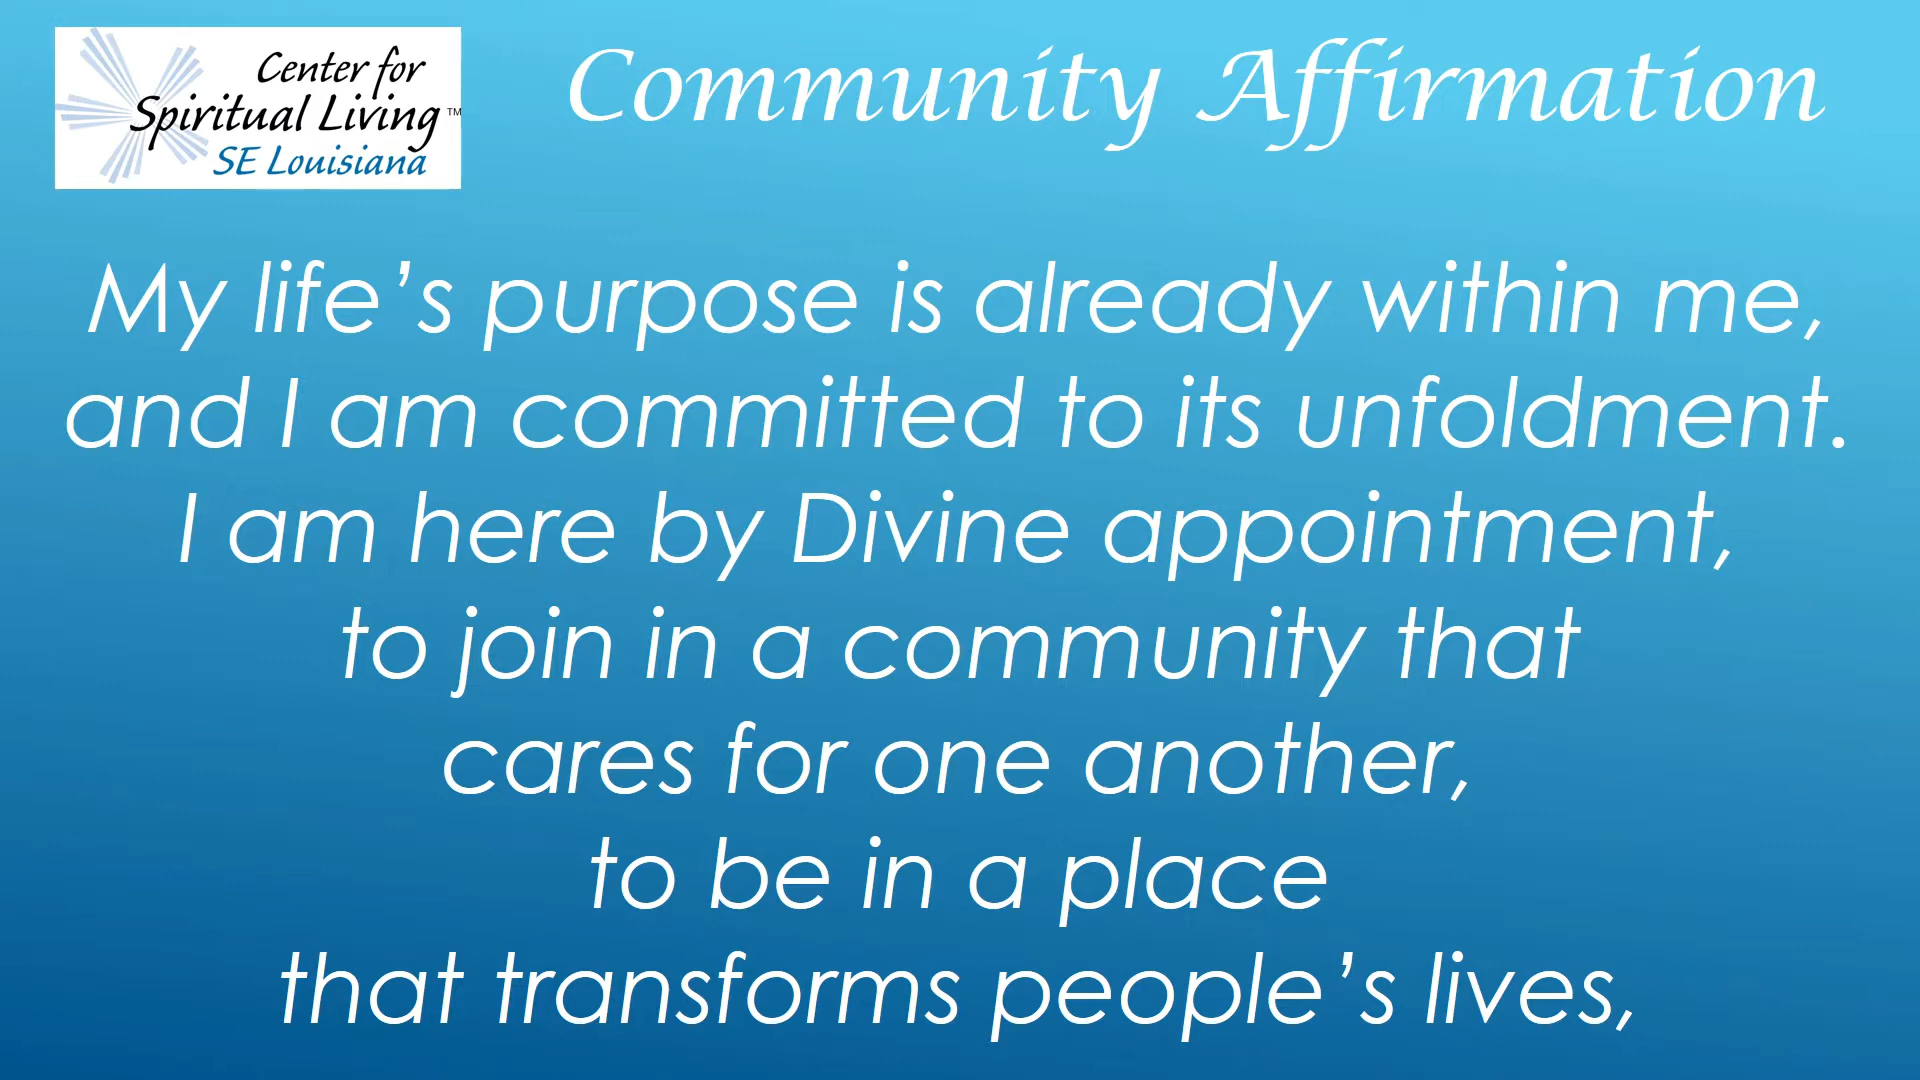 Center for
Spiritual Living™
SE Louisiana
Community Affirmation
My life’s purpose is already within me,
and I am committed to its unfoldment.
I am here by Divine appointment,
to join in a community that
cares for one another,
to be in a place
that transforms people’s lives,